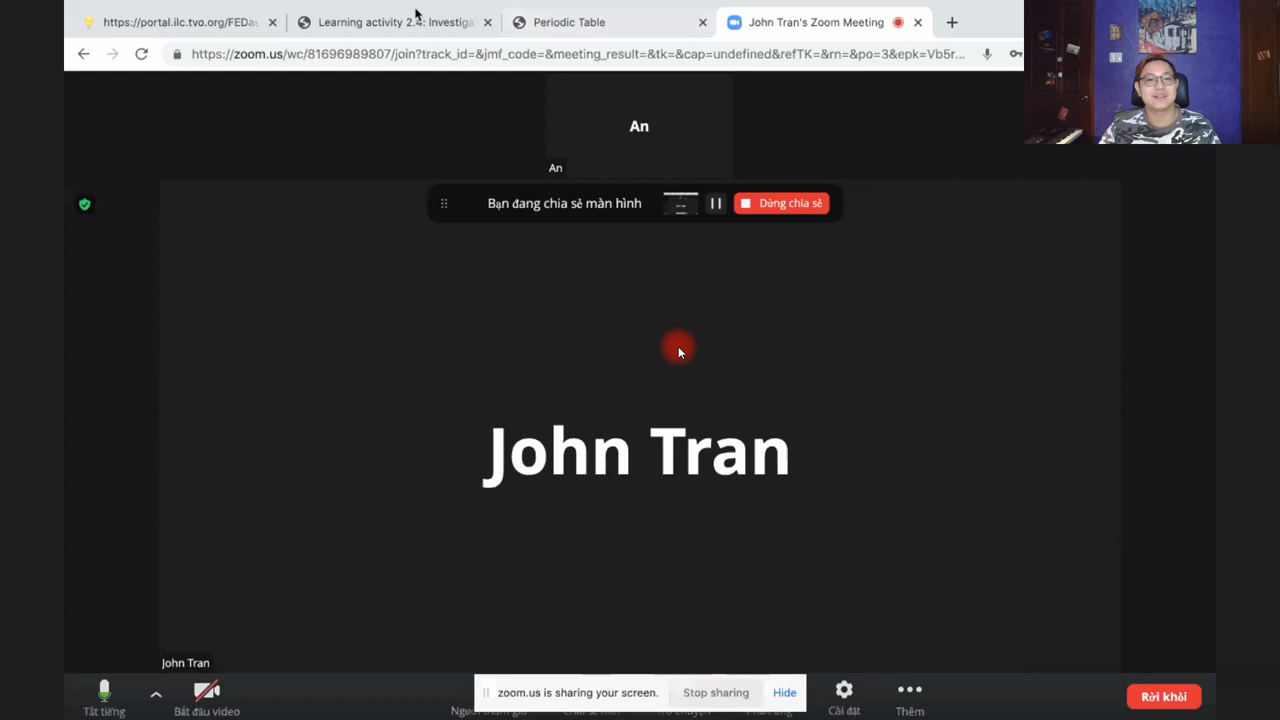 https://portal.ilc.tvo.org/FEDas
Learning activity 2.4: Investiga
Periodic Table
John Tran's Zoom Meeting
https://zoom.us/wc/81696989807/join?track_id=&jmf_code=&meeting_result=&tk=&cap=undefined&refTK=&rn=&po=3&epk=Vb5r...
An
An
Bạn đang chia sẻ màn hình
Dừng chia sẻ
John Tran
John Tran
Tắt tiếng
Bắt đầu video
zoom.us is sharing your screen.
Stop sharing
Hide
Cài đặt
Thêm
Rời khỏi